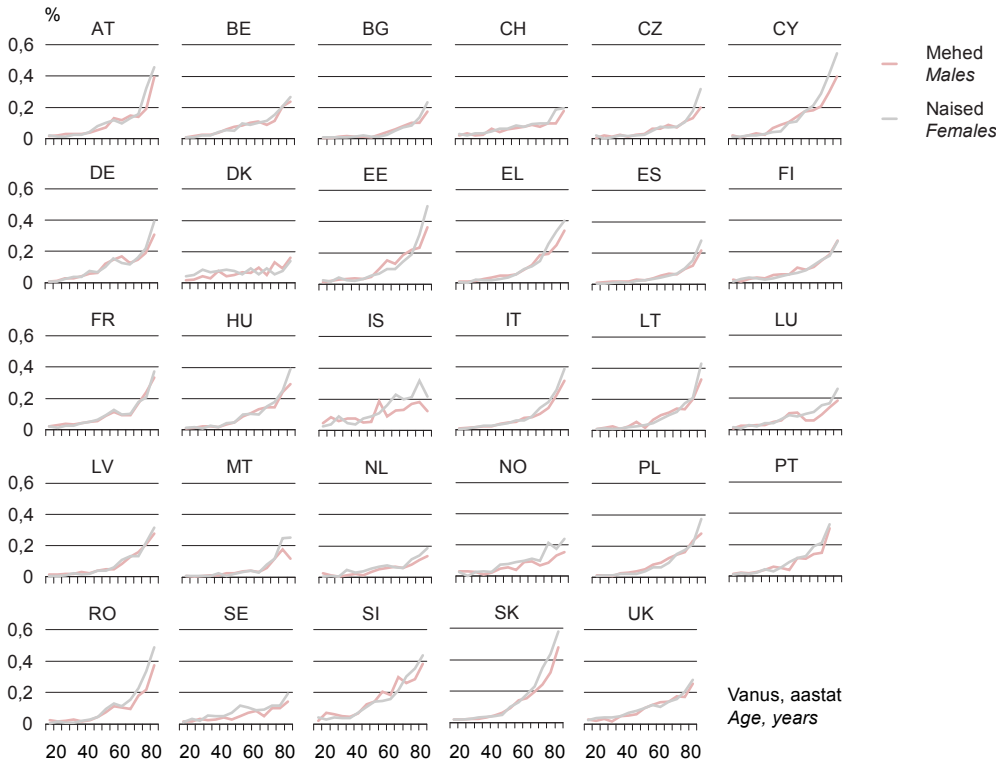 %
AT BE BG CH CZ CY
0,6
0,4
0,2
0
Mehed
Males
Naised
Females
DE DK EE EL ES FI
0,6
0,4
0,2
0
FR HU IS IT LT LU
0,6
0,4
0,2
0
LV MT NL NO PL PT
0,6
0,4
0,2
0
RO SE SI SK UK
0,6
0,4
0,2
0
20 40 60 80 20 40 60 80 20 40 60 80 20 40 60 80 20 40 60 80
Vanus, aastat
Age, years